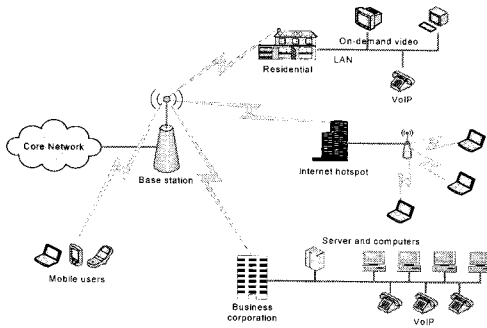 On-demand video
Residential
LAN
VoIP
Core Network
Base station
Internet hotspot
Mobile users
Server and computers
Business
corporation
VoIP